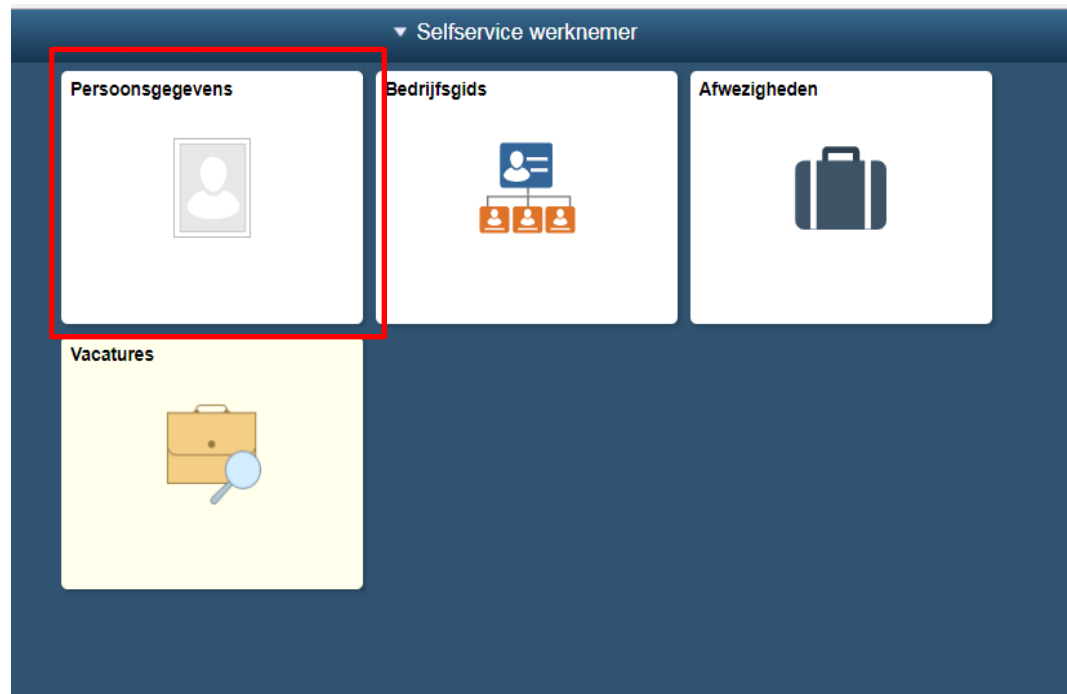 Selfservice werknemer
Persoonsgegevens
Bedrijfsgids
Afwezigheden
Vacatures